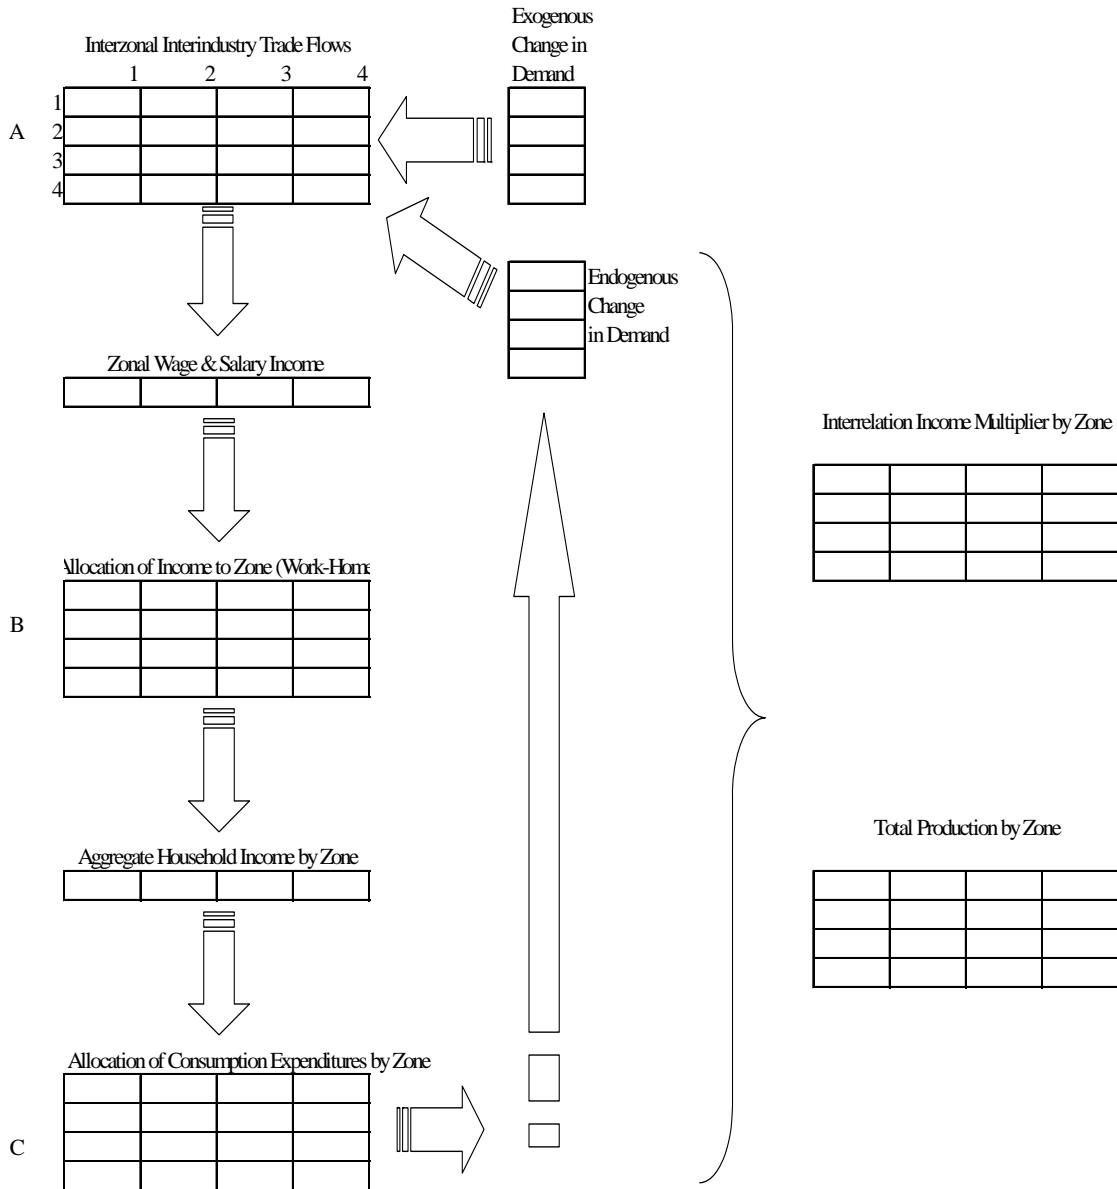 Interzonal Interindustry Trade Flows
1 2 3 4
Exogenous
Change in
Demand
A
1
2
3
4
Endogenous
Change
in Demand
Zonal Wage & Salary Income
Interrelation Income Multiplier by Zone
Allocation of Income to Zone (Work-Home
B
Total Production by Zone
Aggregate Household Income by Zone
Allocation of Consumption Expenditures by Zone
C